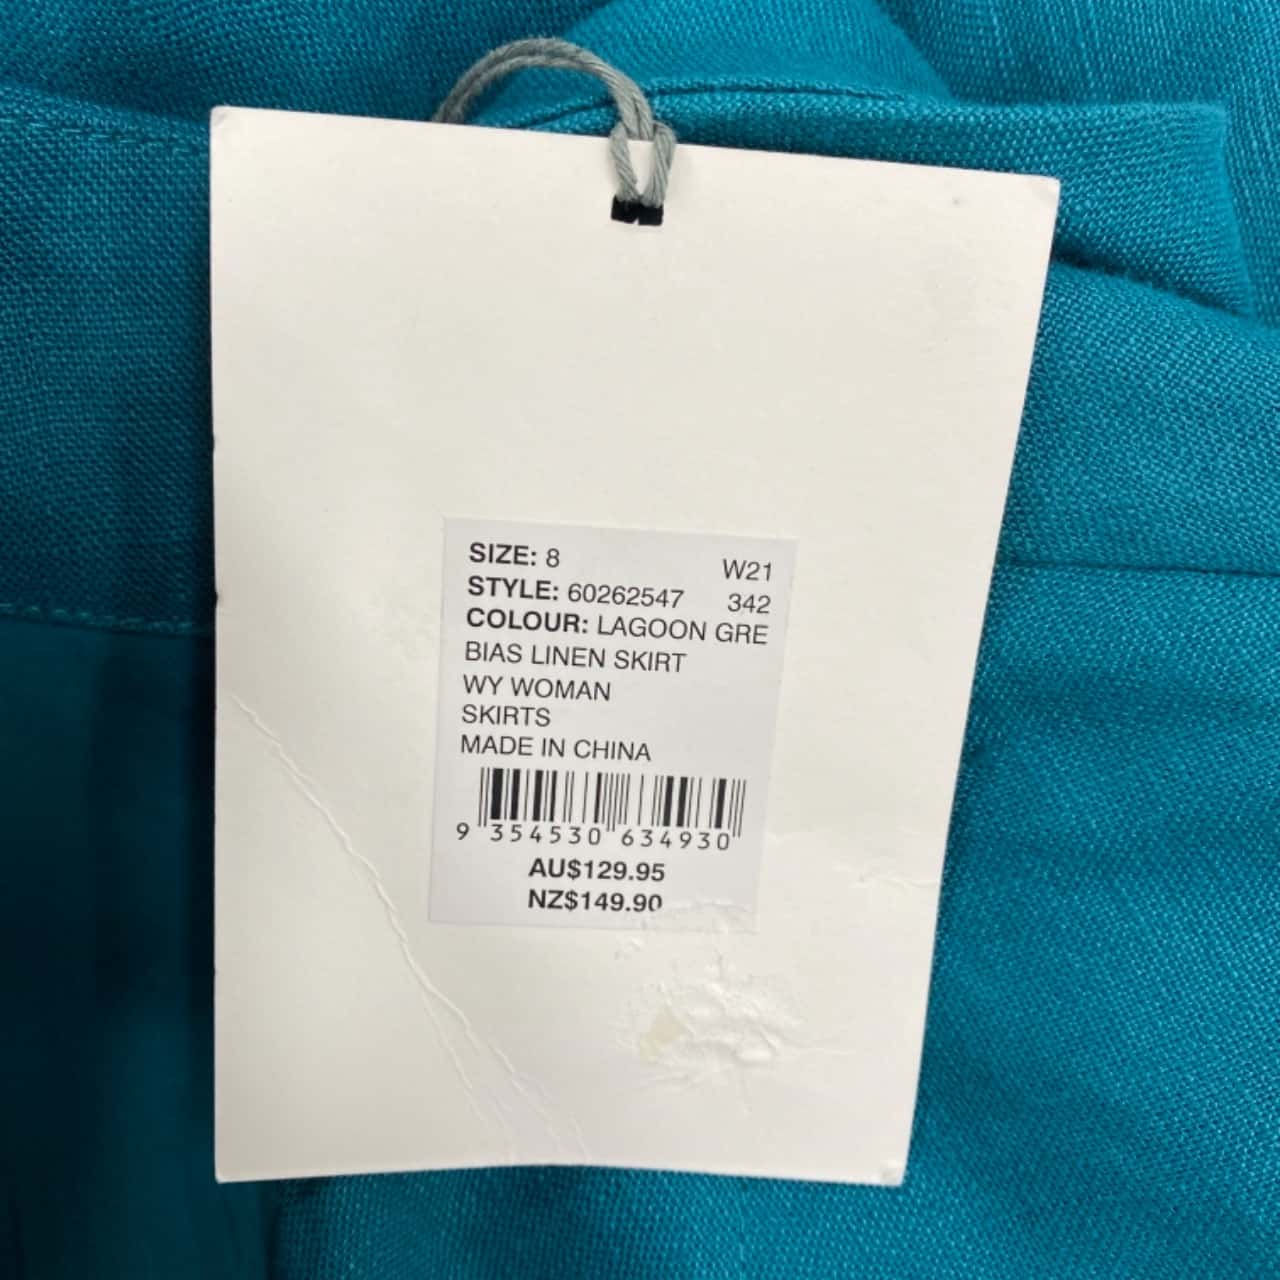 SIZE: 8 W21
STYLE: 60262547 342
COLOUR: LAGOON GRE
BIAS LINEN SKIRT
WY WOMAN
SKIRTS
MADE IN CHINA
9 354530 634930
AU$129.95
NZ$149.90